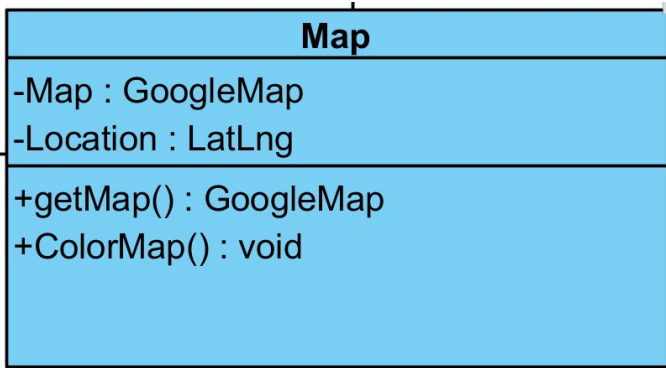 Map
-Map : GoogleMap
-Location : LatLng
+getMap() : GoogleMap
+ColorMap() : void